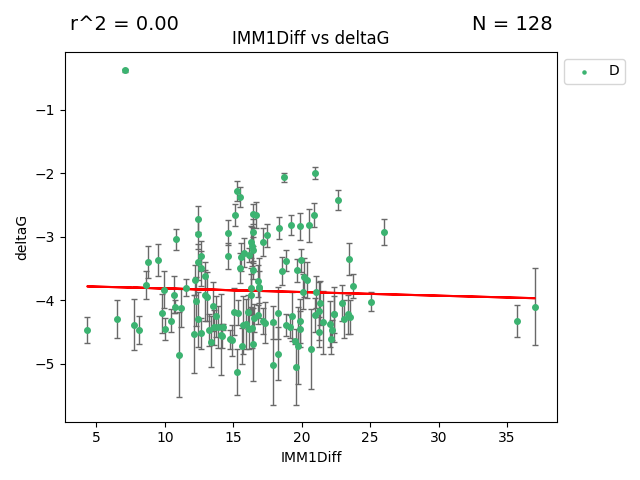 r^2 = 0.00
N = 128
IMM1Diff vs deltaG
D
deltaG
−1
−2
−3
−4
−5
5 10 15 20 25 30 35
IMM1Diff